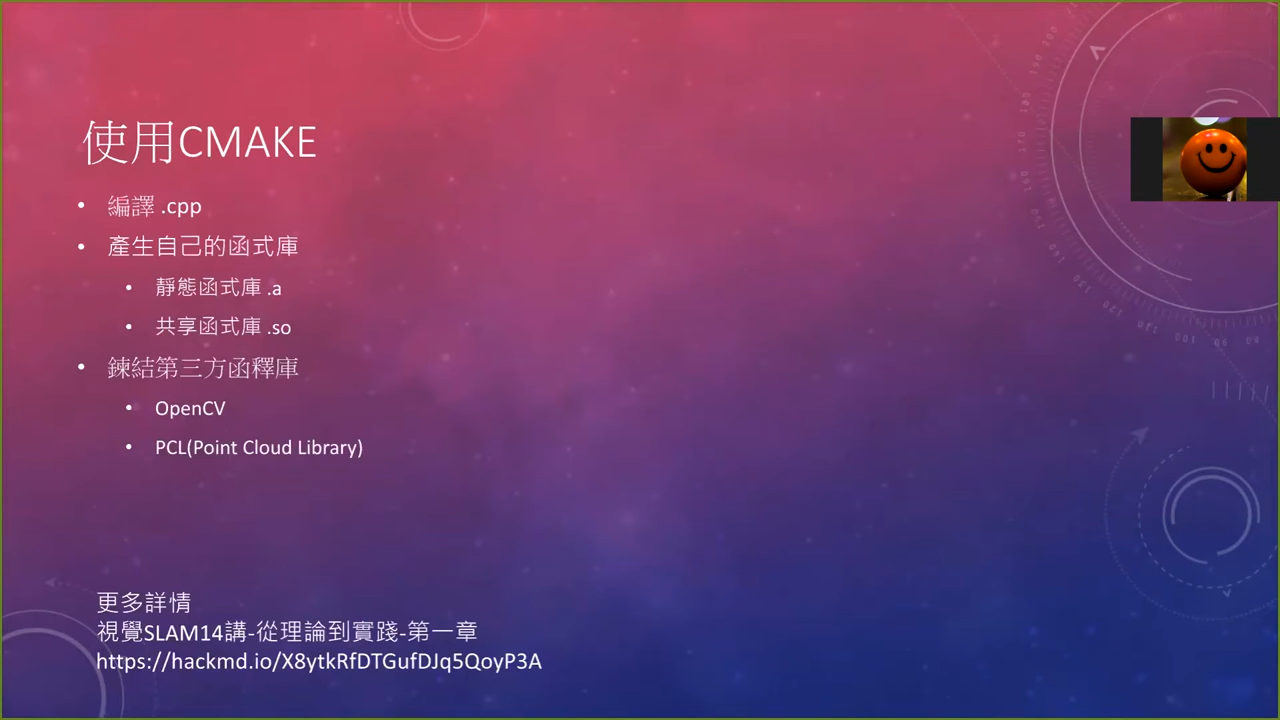 使用CMAKE
• 編譯 .cpp
• 產生自己的函式庫
• 靜態函式庫 .a
• 共享函式庫 .so
• 鍊結第三方函釋庫
• OpenCV
• PCL(Point Cloud Library)
更多詳情
視覺SLAM14講-從理論到實踐-第一章
https://hackmd.io/X8ytkRfDTGufDJq5QoyP3A